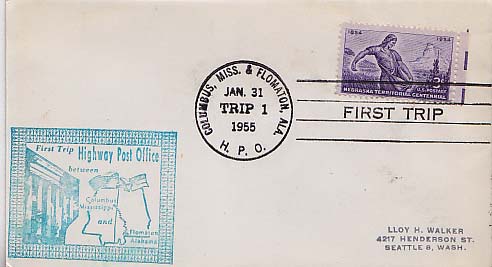 1854 1954
3¢
U.S. POSTAGE
NEBRASKA TERRITORIAL CENTENNIAL
COLUMBUS, MISS. & FLOMATON, ALA.
JAN. 31
TRIP 1
1955
H. P. O.
FIRST TRIP
First Trip Highway Post Office
between
Columbus
Mississippi
and
Flomaton
Alabama
LLOY H. WALKER
4217 HENDERSON ST.
SEATTLE 8, WASH.